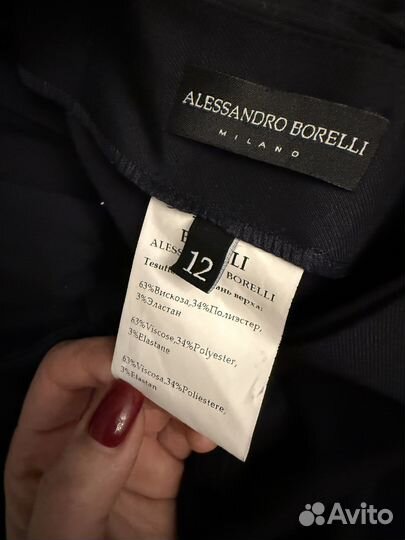 ALESSANDRO BORELLI
MILANO
12
ALESS BORELLI
63%Вискоза,34%Полиэстер,
3%Эластан
63%Viscose,34%Polyester,
3%Elastane
63%Viscosa,34%Poliestere,
3%Elastan
Avito